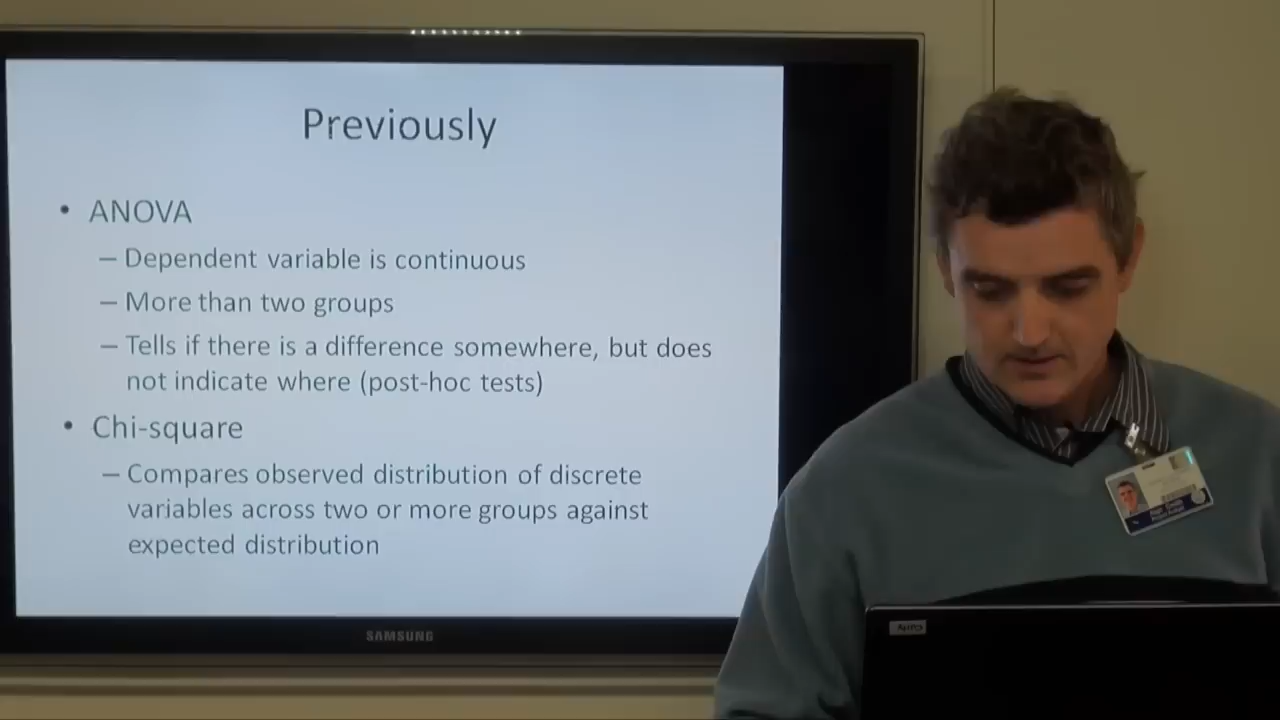 Previously
• ANOVA
– Dependent variable is continuous
– More than two groups
– Tells if there is a difference somewhere, but does
not indicate where (post-hoc tests)
• Chi-square
– Compares observed distribution of discrete
variables across two or more groups against
expected distribution
SAMSUNG